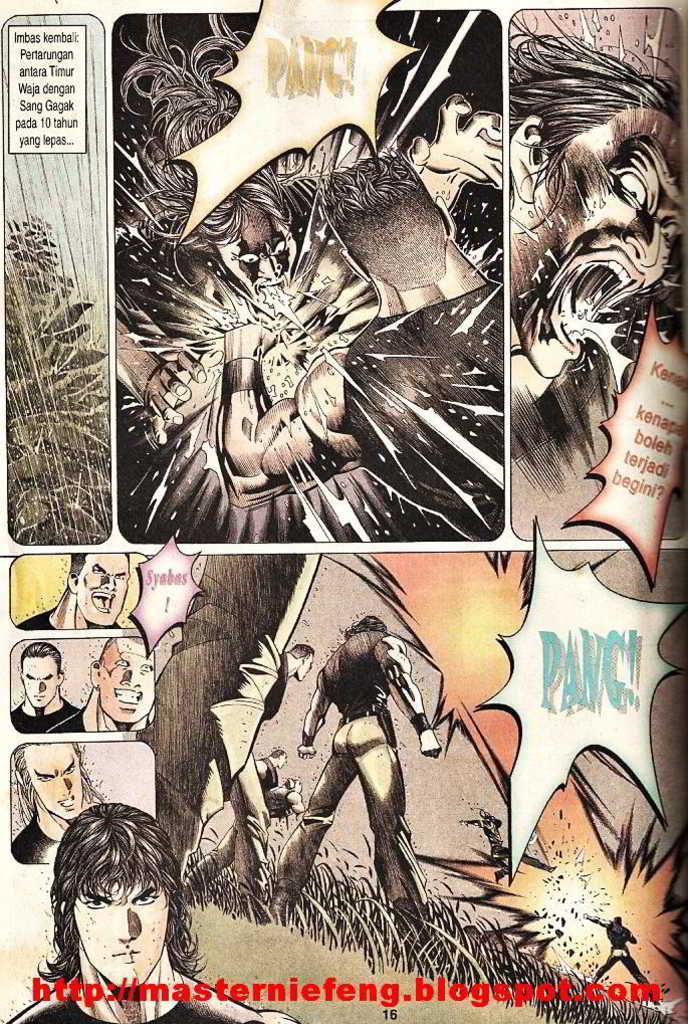 Imbas kembali:
Pertarungan
antara Timur
Waja dengan
Sang Gagak
pada 10 tahun
yang lepas...
PANG!
...
kenapa
boleh
terjadi
begini?
Syabas
!
PANG!!
http://masterniefeng.blogspot.com
16